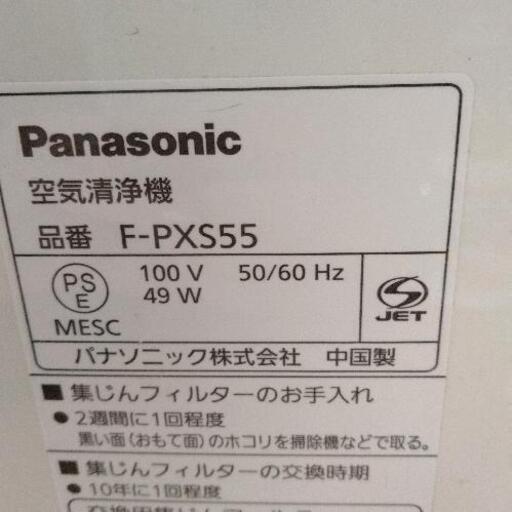 Panasonic
空気清浄機
品番 F-PXS55
PS E 100 V 50/60 Hz
49 W
MESC JET
パナソニック株式会社 中国製
■ 集じんフィルターのお手入れ
● 2週間に1回程度
黒い面(おもて面)のホコリを掃除機などで取る。
■ 集じんフィルターの交換時期
● 10年に1回程度